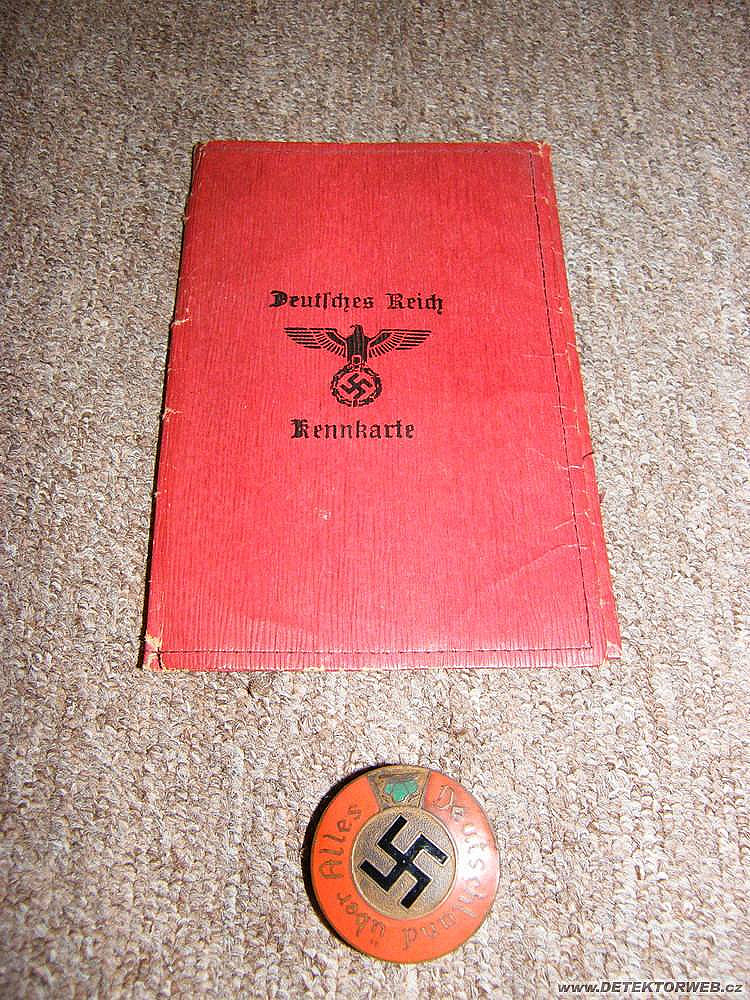 Deutſches Reich
Kennkarte
Deutschland über Alles
www.DETEKTORWEB.cz